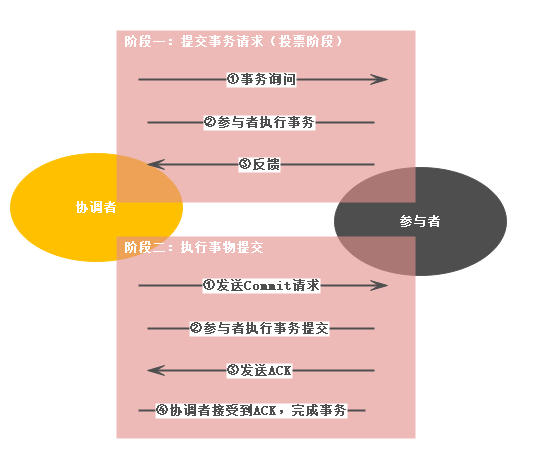 阶段一：提交事务请求（投票阶段）
①事务询问
②参与者执行事务
③反馈
协调者
参与者
阶段二：执行事物提交
①发送Commit请求
②参与者执行事务提交
③发送ACK
④协调者接受到ACK，完成事务